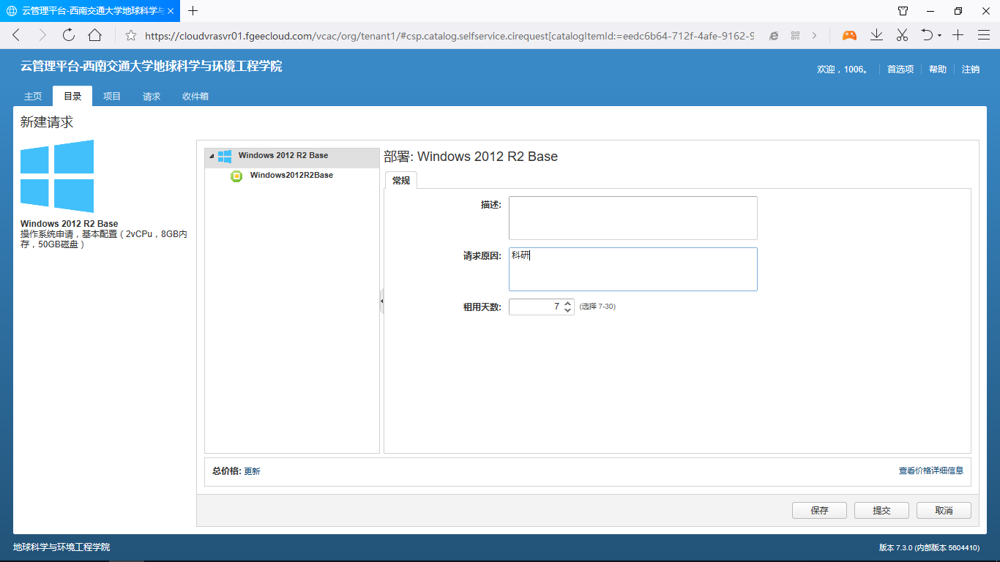 云管理平台-西南交通大学地球科学与
https://cloudvrasvr01.fgeecloud.com/vcac/org/tenant1/#csp.catalog.selfservice.cirequest[catalogItemId:=eedc6b64-712f-4afe-9162-9
云管理平台-西南交通大学地球科学与环境工程学院
欢迎，1006。 首选项 帮助 注销
主页 目录 项目 请求 收件箱
新建请求
Windows 2012 R2 Base
操作系统申请，基本配置（2vCPu，8GB内
存，50GB磁盘）
Windows 2012 R2 Base
Windows2012R2Base
部署: Windows 2012 R2 Base
常规
描述:
请求原因: 科研
租用天数: 7 (选择 7-30)
总价格: 更新
查看价格详细信息
保存 提交 取消
地球科学与环境工程学院
版本 7.3.0 (内部版本 5604410)